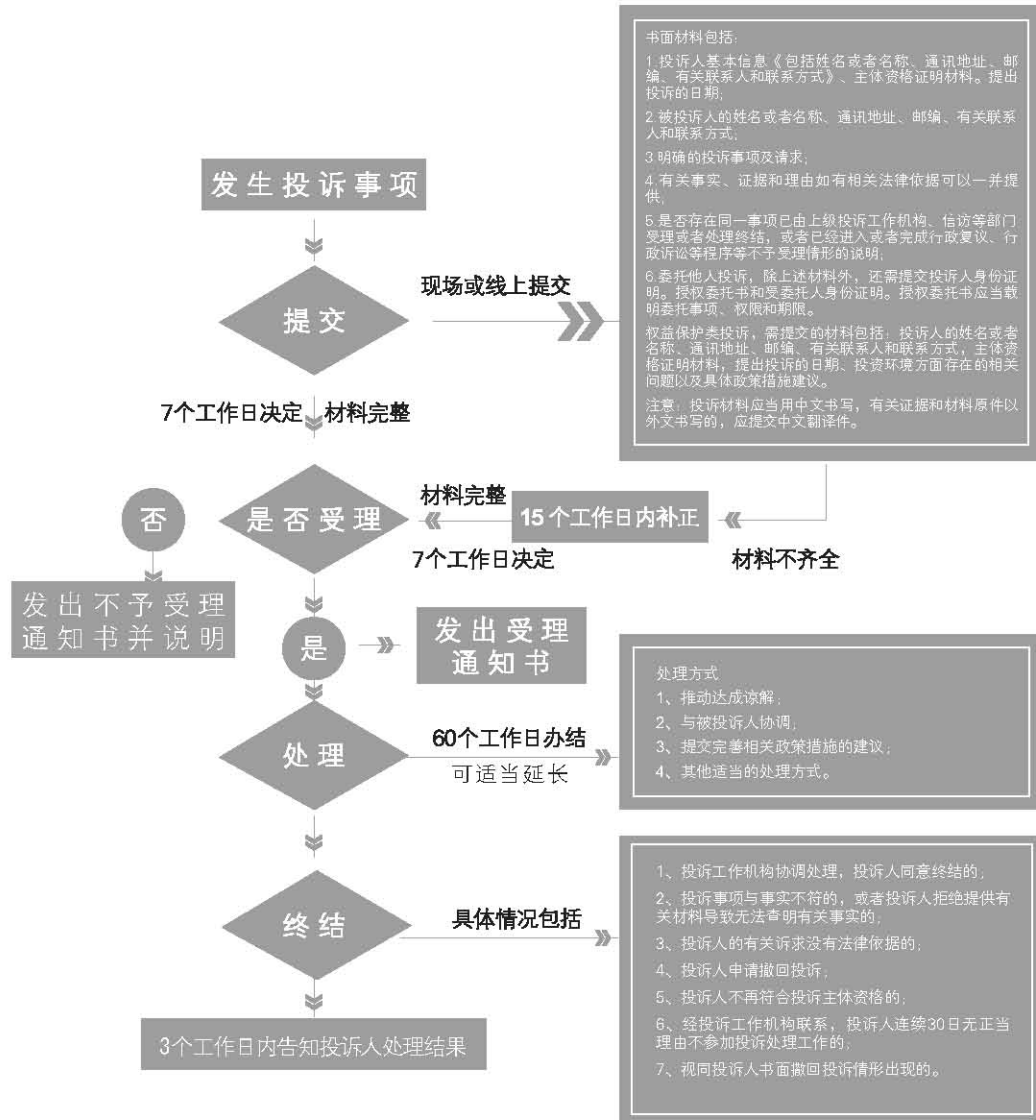 发生投诉事项
提交
现场或线上提交
书面材料包括:
1.投诉人基本信息《包括姓名或者名称、通讯地址、邮
编、有关联系人和联系方式》、主体资格证明材料。提出
投诉的日期;
2.被投诉人的姓名或者名称、通讯地址、邮编、有关联系
人和联系方式;
3.明确的投诉事项及请求;
4.有关事实、证据和理由如有相关法律依据可以一并提
供;
5.是否存在同一事项已由上级投诉工作机构、信访等部门
受理或者处理终结，或者已经进入或者完成行政复议、行
政诉讼等程序等不予受理情形的说明;
6.委托他人投诉，除上述材料外，还需提交投诉人身份证
明。授权委托书和受委托人身份证明。授权委托书应当载
明委托事项、权限和期限。
权益保护类投诉，需提交的材料包括：投诉人的姓名或者
名称、通讯地址、邮编、有关联系人和联系方式，主体资
格证明材料，提出投诉的日期、投资环境方面存在的相关
问题以及具体政策措施建议。
注意：投诉材料应当用中文书写，有关证据和材料原件以
外文书写的，应提交中文翻译件。
7个工作日决定 材料完整
是否受理
材料完整
7个工作日决定
15个工作日内补正
材料不齐全
否
发出不予受理
通知书并说明
是
发出受理
通知书
处理
60个工作日办结
可适当延长
处理方式
1、推动达成谅解;
2、与被投诉人协调;
3、提交完善相关政策措施的建议;
4、其他适当的处理方式。
终结
具体情况包括
1、投诉工作机构协调处理，投诉人同意终结的;
2、投诉事项与事实不符的，或者投诉人拒绝提供有
关材料导致无法查明有关事实的;
3、投诉人的有关诉求没有法律依据的;
4、投诉人申请撤回投诉;
5、投诉人不再符合投诉主体资格的;
6、经投诉工作机构联系，投诉人连续30日无正当
理由不参加投诉处理工作的;
7、视同投诉人书面撤回投诉情形出现的。
3个工作日内告知投诉人处理结果